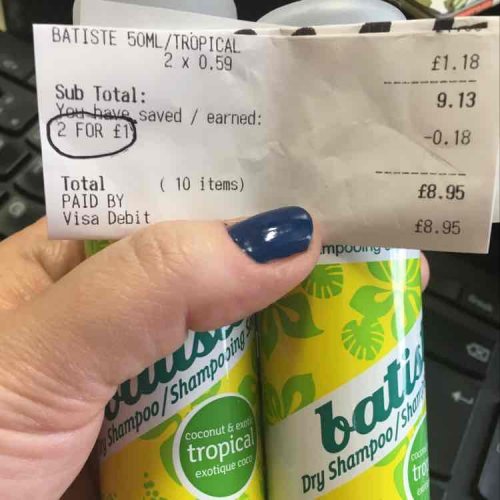 BATISTE 50ML/TROPICAL
2 x 0.59 £1.18
Sub Total: 9.13
You have saved / earned:
2 FOR £1 -0.18
Total ( 10 items) £8.95
PAID BY
Visa Debit £8.95
Dry Shampoo/Shampooing
coconut & exotic
tropical
exotique coco
batis
Dry Shampoo/Sham